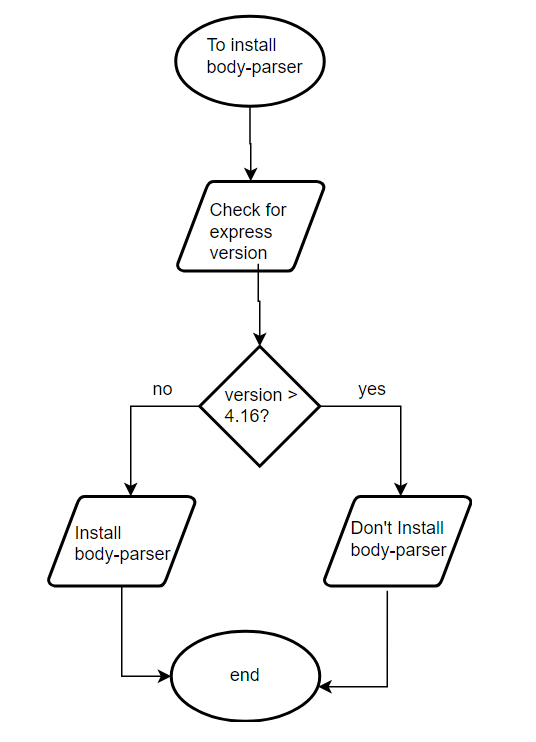 To install
body-parser
Check for
express
version
no
version >
4.16?
yes
Install
body-parser
Don't Install
body-parser
end